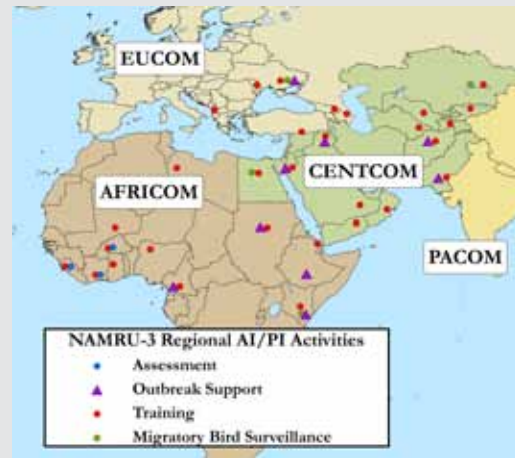 EUCOM
AFRICOM
CENTCOM
PACOM
NAMRU-3 Regional AI/PI Activities
Assessment
Outbreak Support
Training
Migratory Bird Surveillance